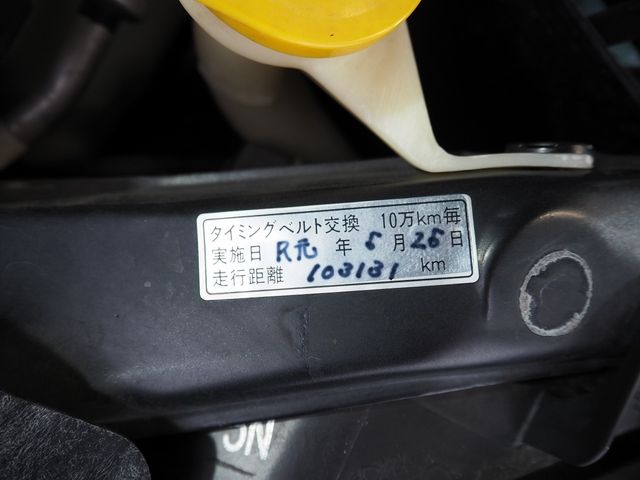 タイミングベルト交換 10万km毎
実施日 R元 年 5 月 25 日
走行距離 103131 km